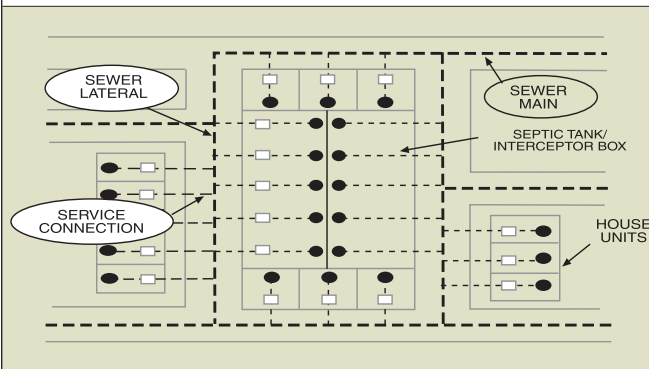 SEWER
LATERAL
SEWER
MAIN
SEPTIC TANK/
INTERCEPTOR BOX
SERVICE
CONNECTION
HOUSE
UNITS